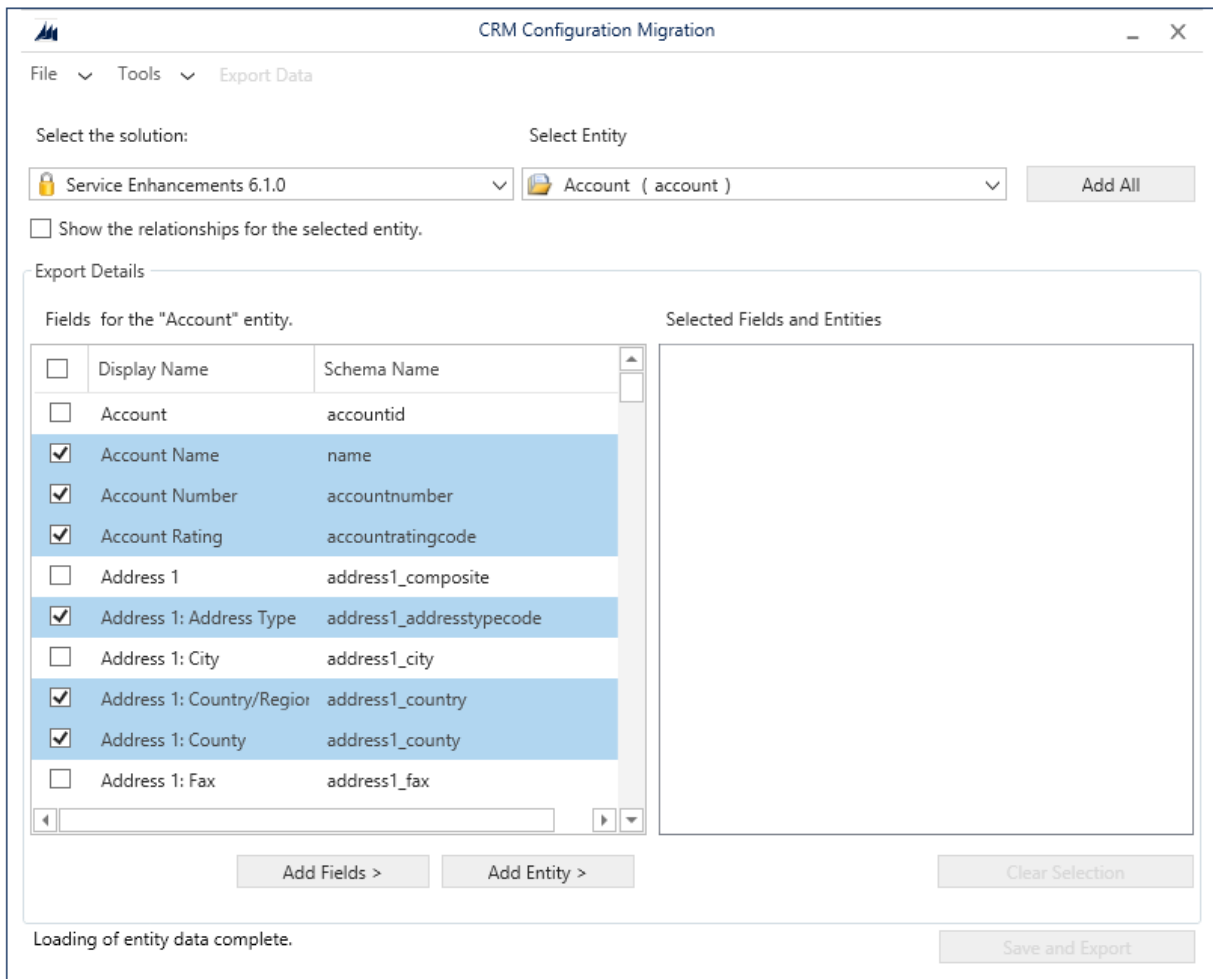 CRM Configuration Migration
File Tools Export Data
Select the solution: Select Entity
Service Enhancements 6.1.0 Account ( account ) Add All
Show the relationships for the selected entity.
Export Details
Fields for the "Account" entity. Selected Fields and Entities
Display Name Schema Name
Account accountid
Account Name name
Account Number accountnumber
Account Rating accountratingcode
Address 1 address1_composite
Address 1: Address Type address1_addresstypecode
Address 1: City address1_city
Address 1: Country/Region address1_country
Address 1: County address1_county
Address 1: Fax address1_fax
Add Fields > Add Entity > Clear Selection
Loading of entity data complete. Save and Export